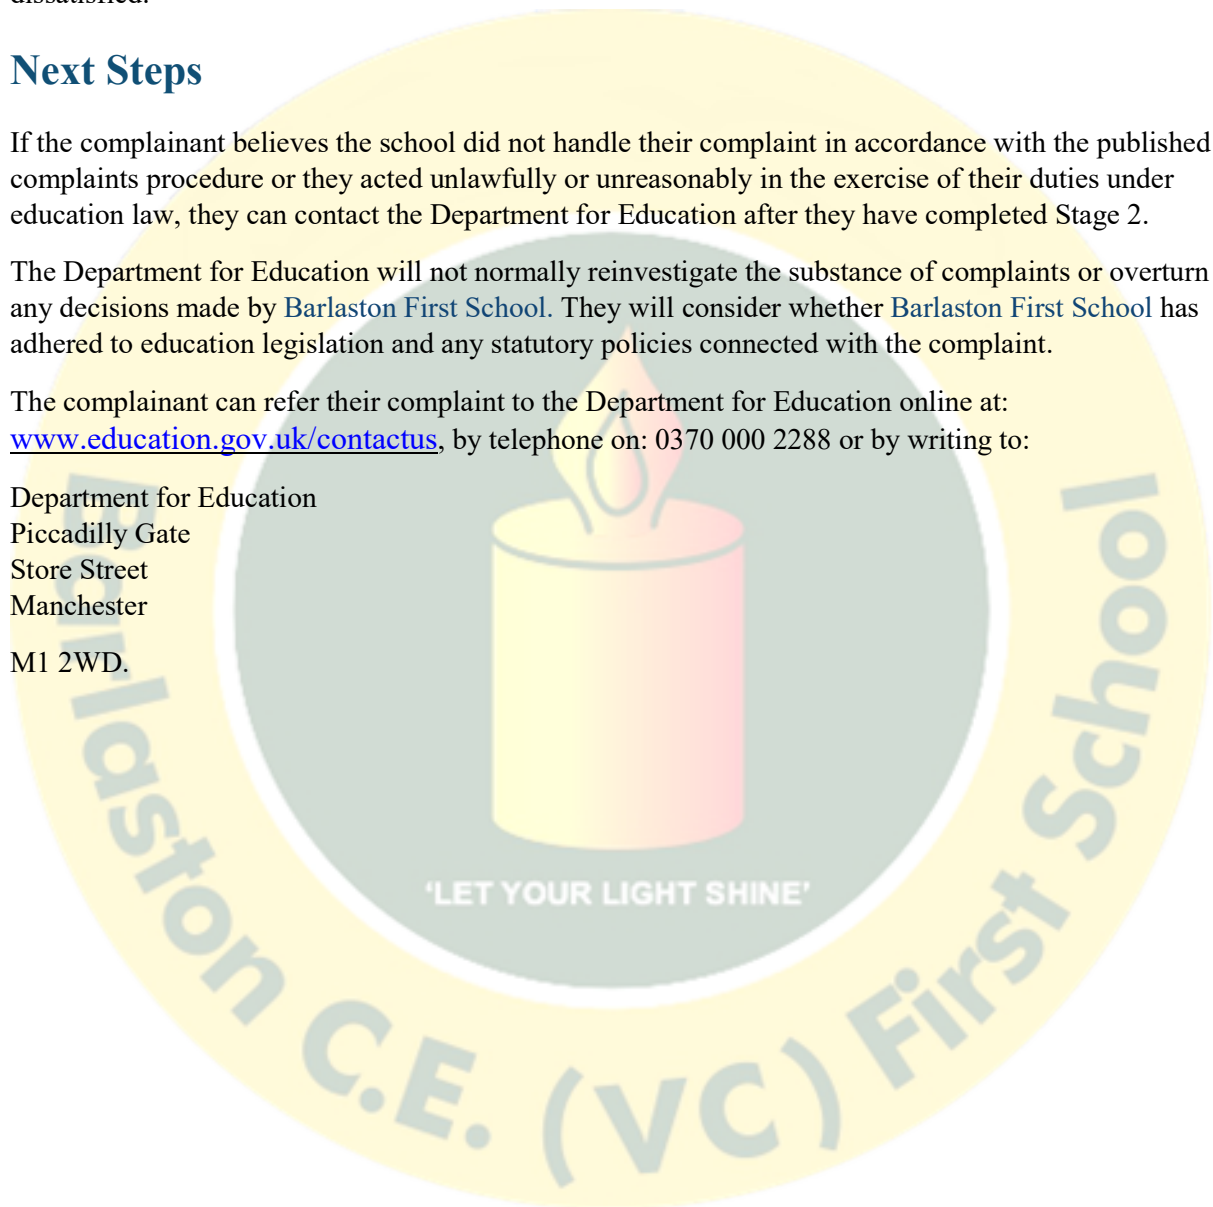 dissatisfied.
Next Steps
If the complainant believes the school did not handle their complaint in accordance with the published
complaints procedure or they acted unlawfully or unreasonably in the exercise of their duties under
education law, they can contact the Department for Education after they have completed Stage 2.
The Department for Education will not normally reinvestigate the substance of complaints or overturn
any decisions made by Barlaston First School. They will consider whether Barlaston First School has
adhered to education legislation and any statutory policies connected with the complaint.
The complainant can refer their complaint to the Department for Education online at:
www.education.gov.uk/contactus, by telephone on: 0370 000 2288 or by writing to:
Department for Education
Piccadilly Gate
Store Street
Manchester
M1 2WD.
Barlaston C.E. (VC) First School
‘LET YOUR LIGHT SHINE’